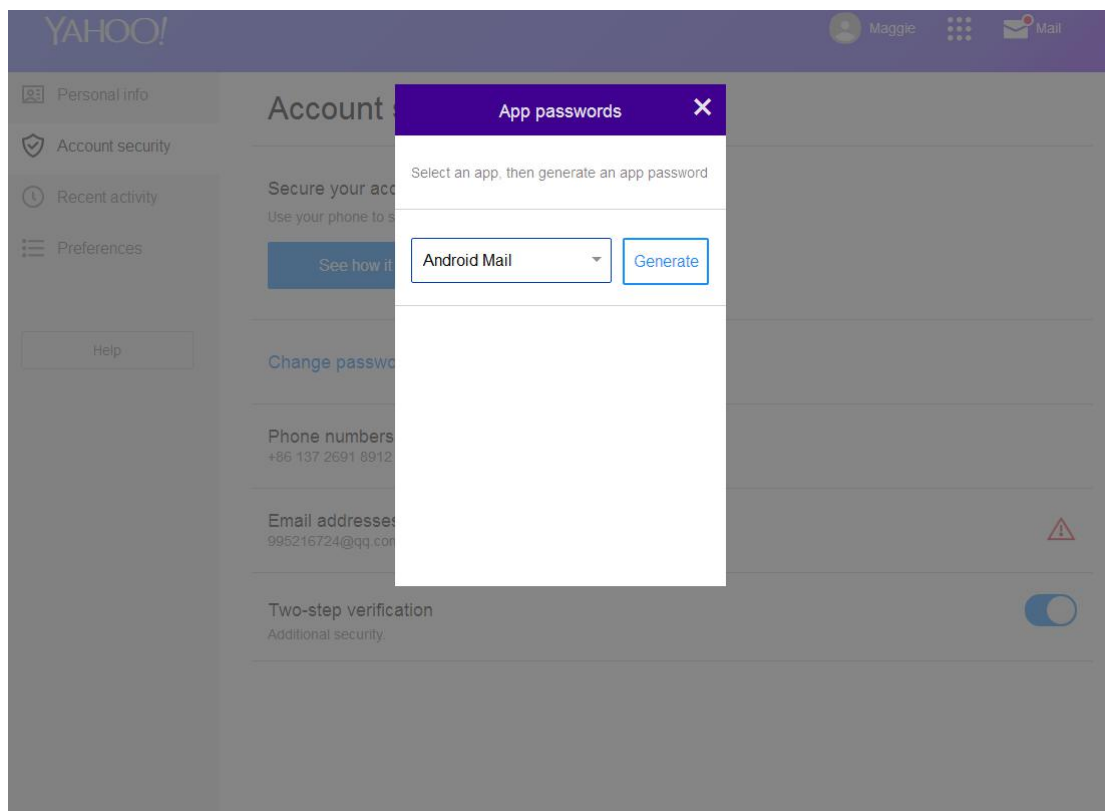 YAHOO!
Maggie
Mail
Personal info
Account security
Recent activity
Preferences
Help
Account
Secure your acc
Use your phone to s
See how it
Change passwo
Phone numbers
+86 137 2691 8912
Email addresses
995216724@qq.com
Two-step verification
Additional security.
App passwords
Select an app, then generate an app password
Android Mail
Generate